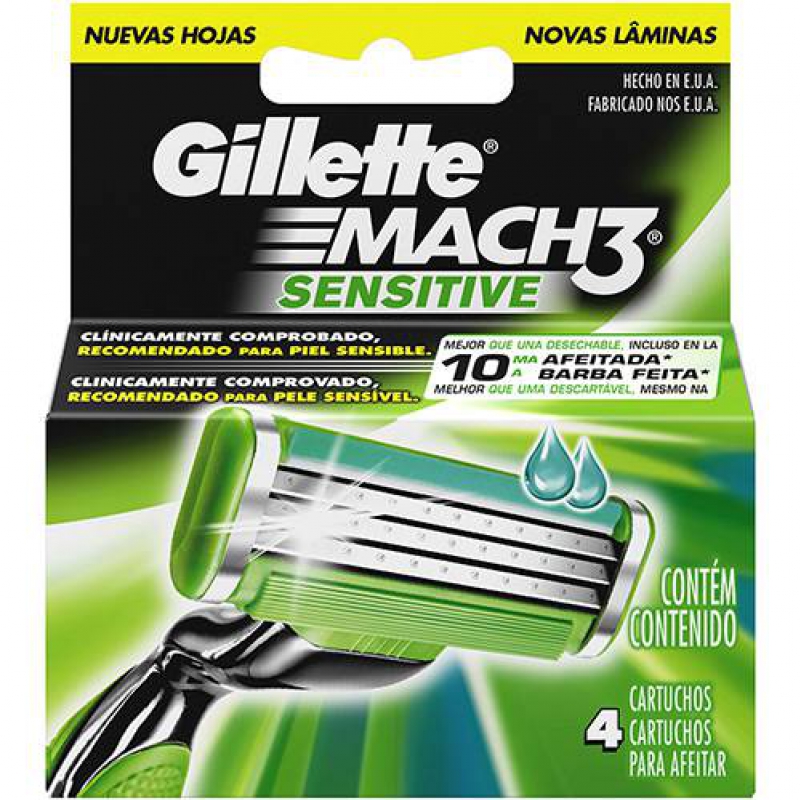 NUEVAS HOJAS
NOVAS LÂMINAS
HECHO EN E.U.A.
FABRICADO NOS E.U.A.
Gillette®
MACH3®
SENSITIVE
CLÍNICAMENTE COMPROBADO,
RECOMENDADO PARA PIEL SENSIBLE.
CLINICAMENTE COMPROVADO,
RECOMENDADO PARA PELE SENSÍVEL.
MEJOR QUE UNA DESECHABLE, INCLUSO EN LA
10 MA AFEITADA*
A BARBA FEITA*
MELHOR QUE UMA DESCARTÁVEL, MESMO NA
CONTÉM
CONTENIDO
4 CARTUCHOS
CARTUCHOS
PARA AFEITAR